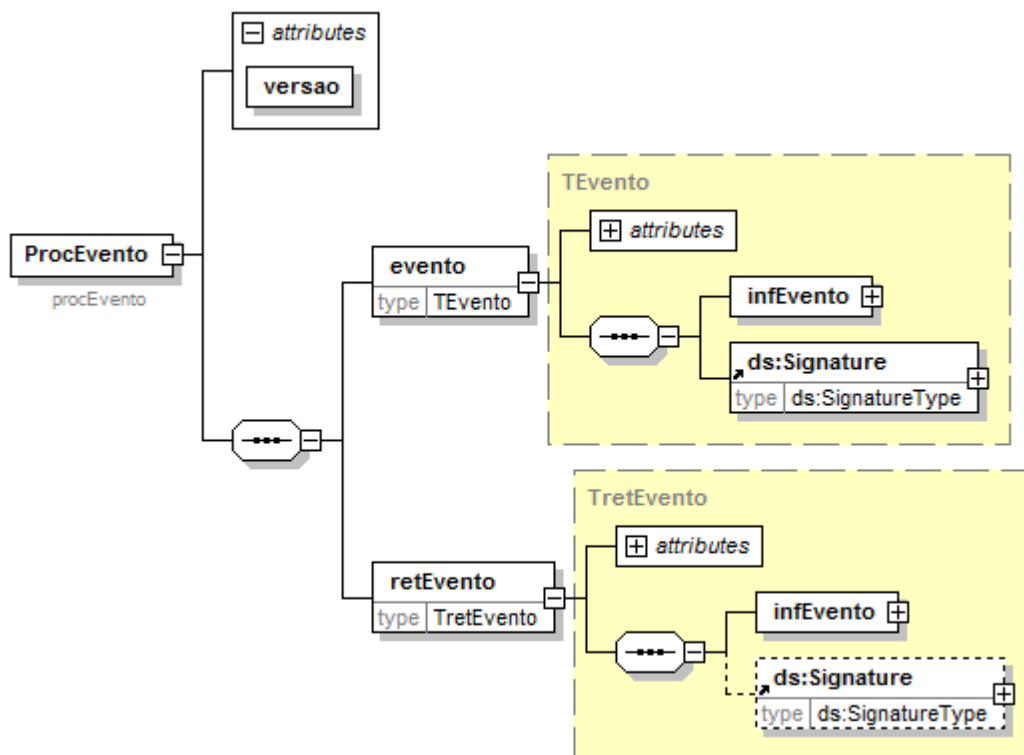 attributes
versao
TEvento
attributes
ProcEvento
evento
procEvento
type TEvento
infEvento
ds:Signature
type ds:SignatureType
TretEvento
attributes
retEvento
type TretEvento
infEvento
ds:Signature
type ds:SignatureType